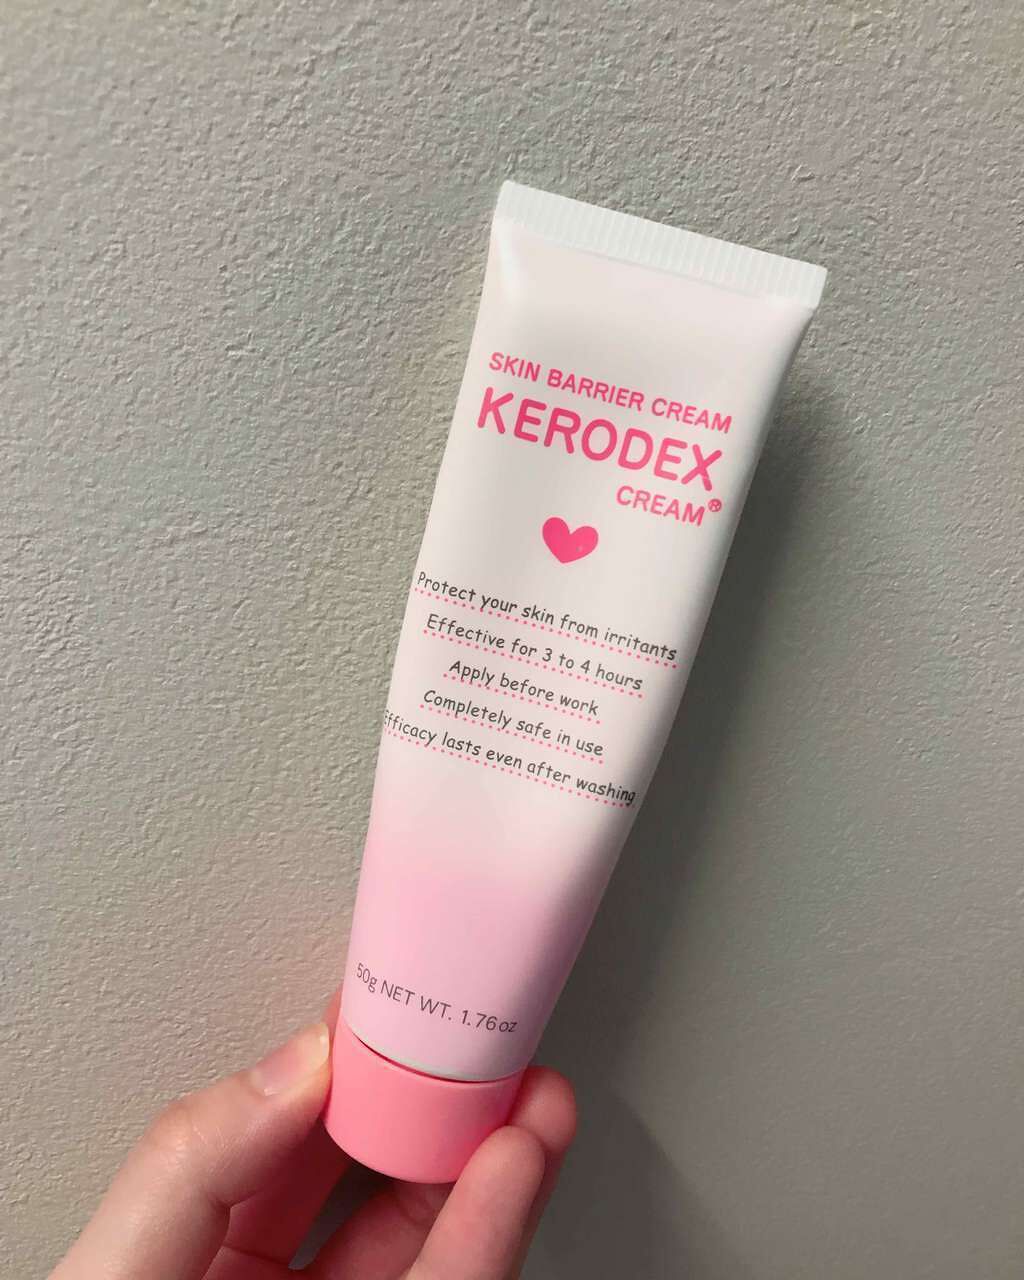 SKIN BARRIER CREAM
KERODEX
CREAM®
Protect your skin from irritants
Effective for 3 to 4 hours
Apply before work
Completely safe in use
Efficacy lasts even after washing
50g NET WT. 1.76oz